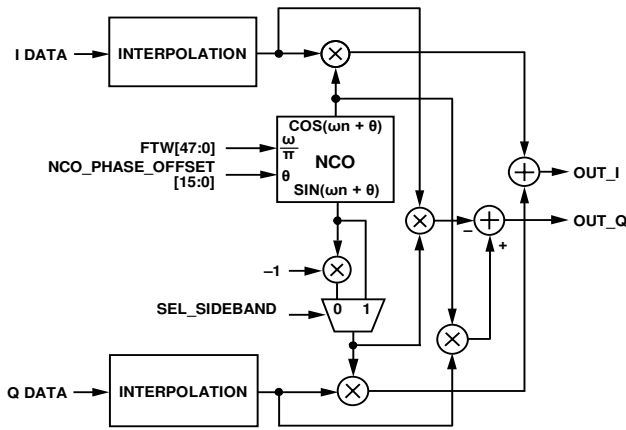 I DATA
INTERPOLATION
COS(ωn + θ)
FTW[47:0]
ω
π
NCO
NCO_PHASE_OFFSET
[15:0]
θ
SIN(ωn + θ)
OUT_I
OUT_Q
–
+
–1
SEL_SIDEBAND
0 1
Q DATA
INTERPOLATION